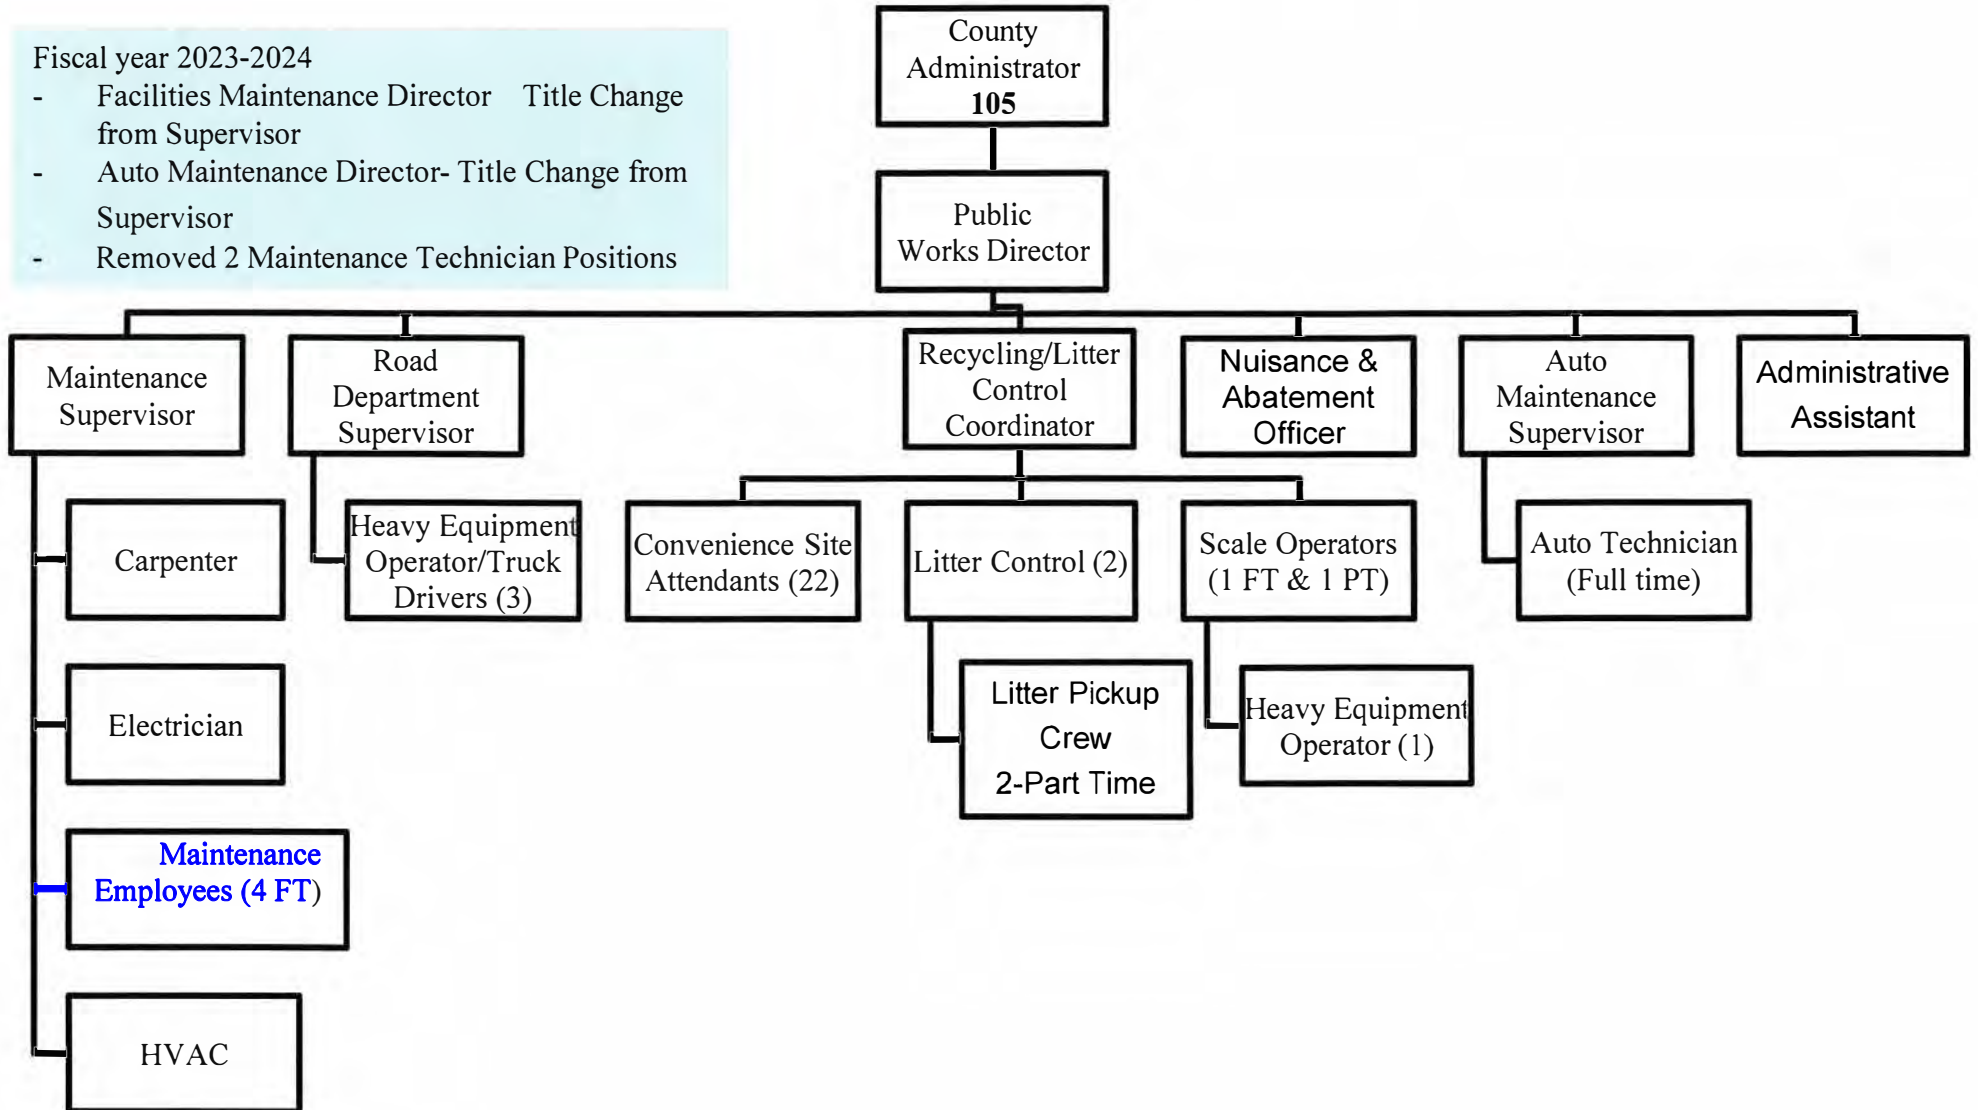 Fiscal year 2023-2024
- Facilities Maintenance Director Title Change
from Supervisor
- Auto Maintenance Director- Title Change from
Supervisor
- Removed 2 Maintenance Technician Positions
County
Administrator
105
Public
Works Director
Maintenance
Supervisor
Road
Department
Supervisor
Recycling/Litter
Control
Coordinator
Nuisance &
Abatement
Officer
Auto
Maintenance
Supervisor
Administrative
Assistant
Carpenter
Heavy Equipment
Operator/Truck
Drivers (3)
Convenience Site
Attendants (22)
Litter Control (2)
Scale Operators
(1 FT & 1 PT)
Auto Technician
(Full time)
Electrician
Litter Pickup
Crew
2-Part Time
Heavy Equipment
Operator (1)
Maintenance
Employees (4 FT)
HVAC